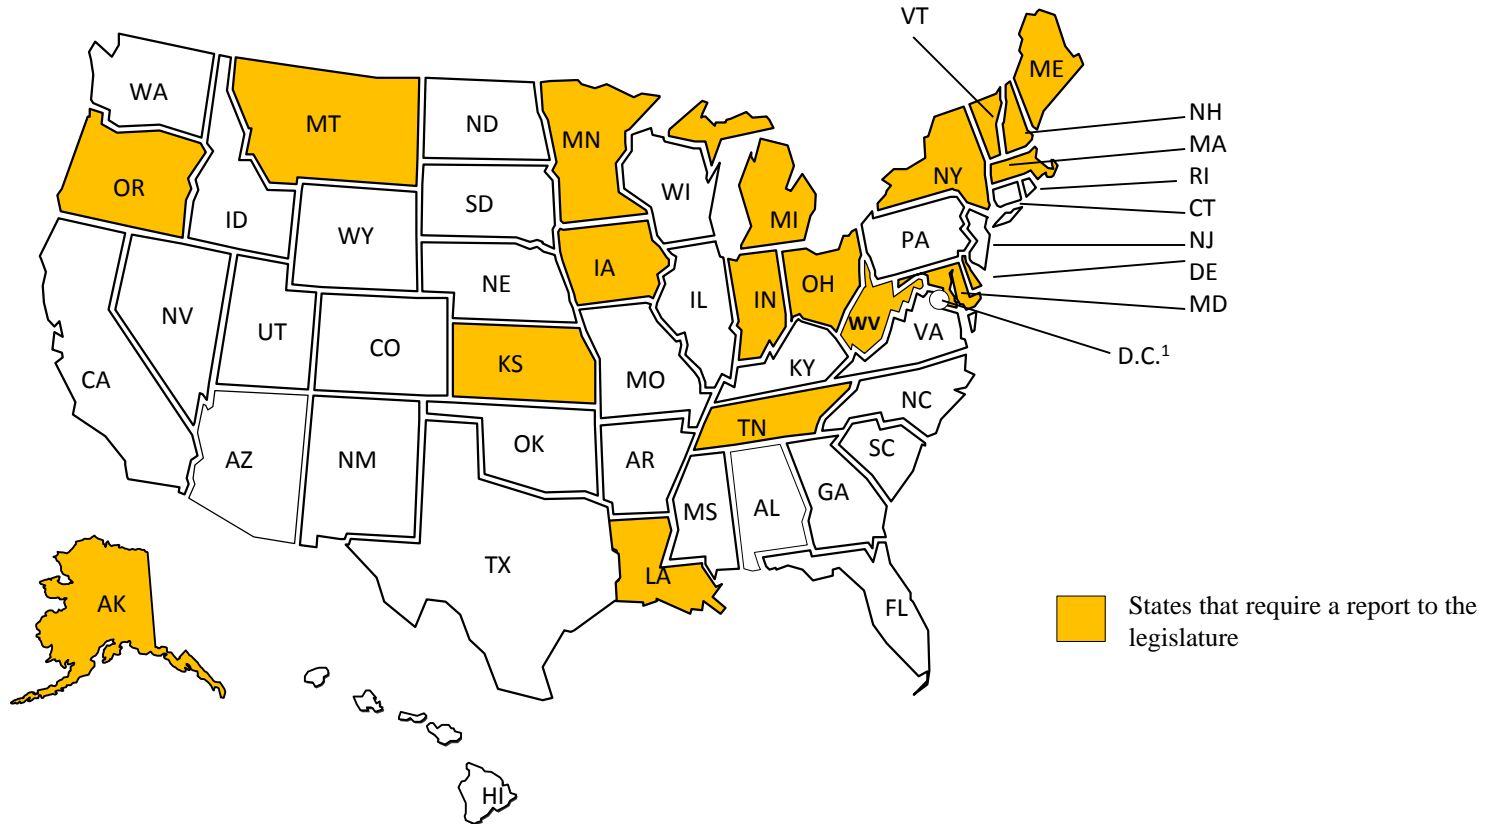 VT
ME
WA
NH
MT
ND
MN
MA
NY
RI
OR
WI
SD
CT
ID
MI
WY
PA
NJ
IA
DE
NE
OH
IL
IN
MD
NV
WV
UT
VA
CO
D.C.¹
KS
KY
CA
MO
NC
TN
OK
SC
AZ
NM
AR
GA
MS
AL
TX
LA
AK
FL
States that require a report to the
legislature
HI